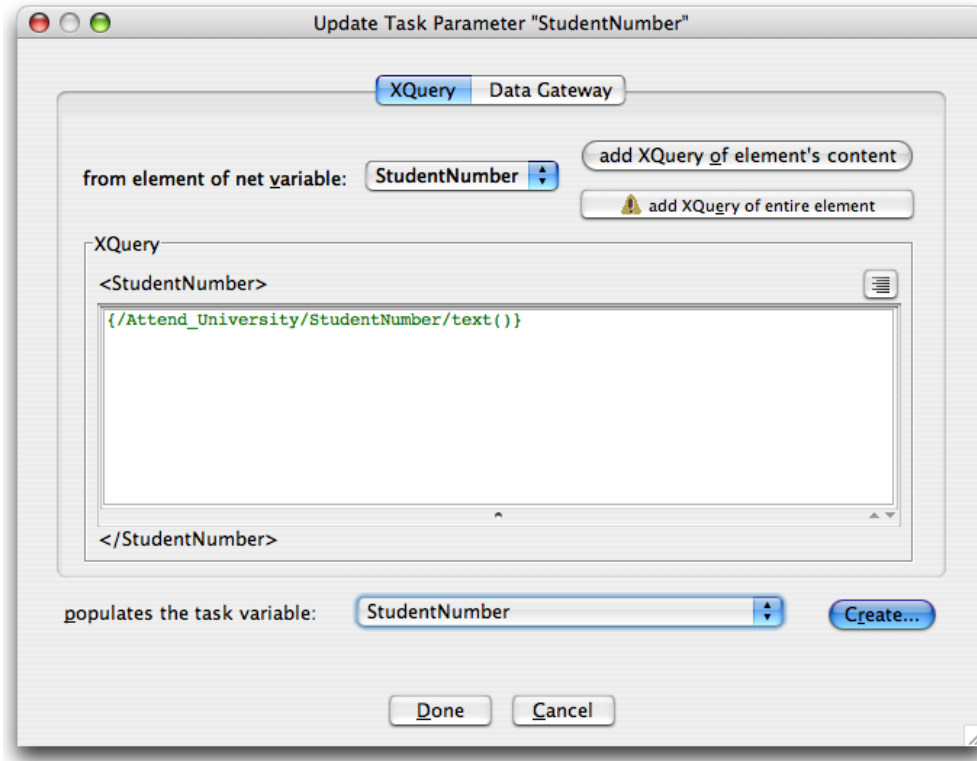 Update Task Parameter "StudentNumber"
XQuery Data Gateway
from element of net variable: StudentNumber
add XQuery of element's content
add XQuery of entire element
XQuery
<StudentNumber>
{/Attend_University/StudentNumber/text()}
</StudentNumber>
populates the task variable: StudentNumber Create...
Done Cancel